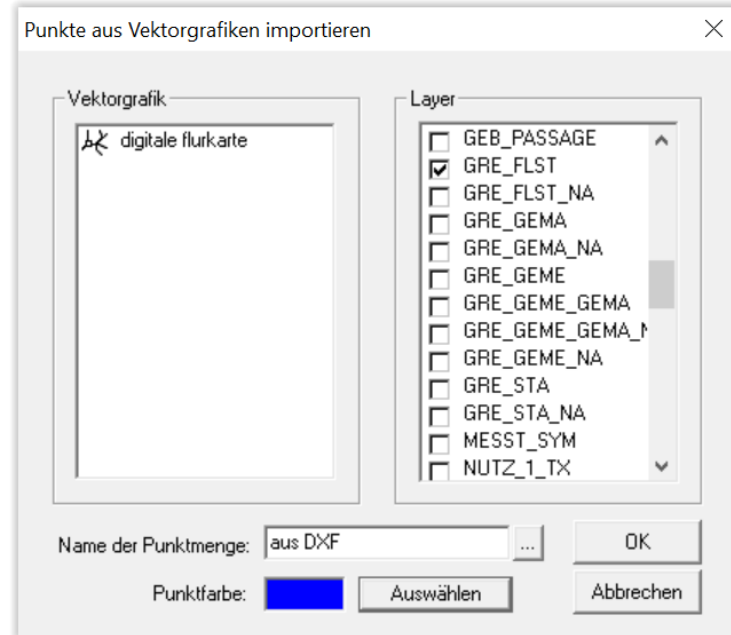 Punkte aus Vektorgrafiken importieren
Vektorgrafik
digitale flurkarte
Layer
GEB_PASSAGE
GRE_FLST
GRE_FLST_NA
GRE_GEMA
GRE_GEMA_NA
GRE_GEME
GRE_GEME_GEMA
GRE_GEME_GEMA_N
GRE_GEME_NA
GRE_STA
GRE_STA_NA
MESST_SYM
NUTZ_1_TX
Name der Punktmenge: aus DXF ... OK
Punktfarbe: Auswählen Abbrechen